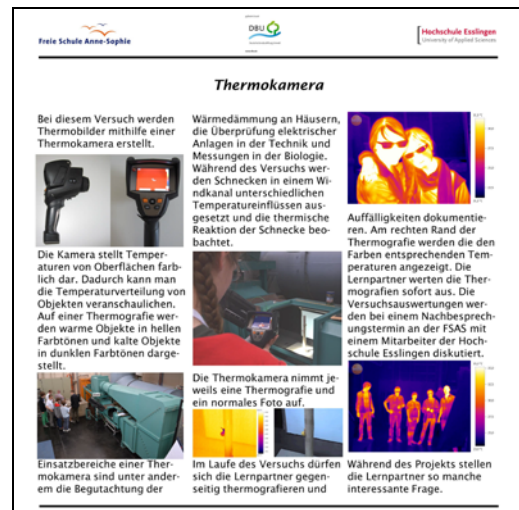 Freie Schule Anne-Sophie
DBU
Hochschule Esslingen
University of Applied Sciences
Thermokamera
Bei diesem Versuch werden
Thermobilder mithilfe einer
Thermokamera erstellt.
Die Kamera stellt Temper-
aturen von Oberflächen farb-
lich dar. Dadurch kann man
die Temperaturverteilung von
Objekten veranschaulichen.
Auf einer Thermografie wer-
den warme Objekte in hellen
Farbtönen und kalte Objekte
in dunklen Farbtönen darge-
stellt.
Einsatzbereiche einer Ther-
mokamera sind unter ander-
em die Begutachtung der
Wärmedämmung an Häusern,
die Überprüfung elektrischer
Anlagen in der Technik und
Messungen in der Biologie.
Während des Versuchs wer-
den Schnecken in einem Wi-
ndkanal unterschiedlichen
Temperatureinflüssen aus-
gesetzt und die thermische
Reaktion der Schnecke beo-
bachtet.
Die Thermokamera nimmt je-
weils eine Thermografie und
ein normales Foto auf.
Im Laufe des Versuchs dürfen
sich die Lernpartner gegen-
seitig thermografieren und
Auffälligkeiten dokumentie-
ren. Am rechten Rand der
Thermografie werden die den
Farben entsprechenden Tem-
peraturen angezeigt. Die
Lernpartner werten die Ther-
mografien sofort aus. Die
Versuchsauswertungen wer-
den bei einem Nachbesprech-
ungstermin an der FSAS mit
einem Mitarbeiter der Hoch-
schule Esslingen diskutiert.
Während des Projekts stellen
die Lernpartner so manche
interessante Frage.